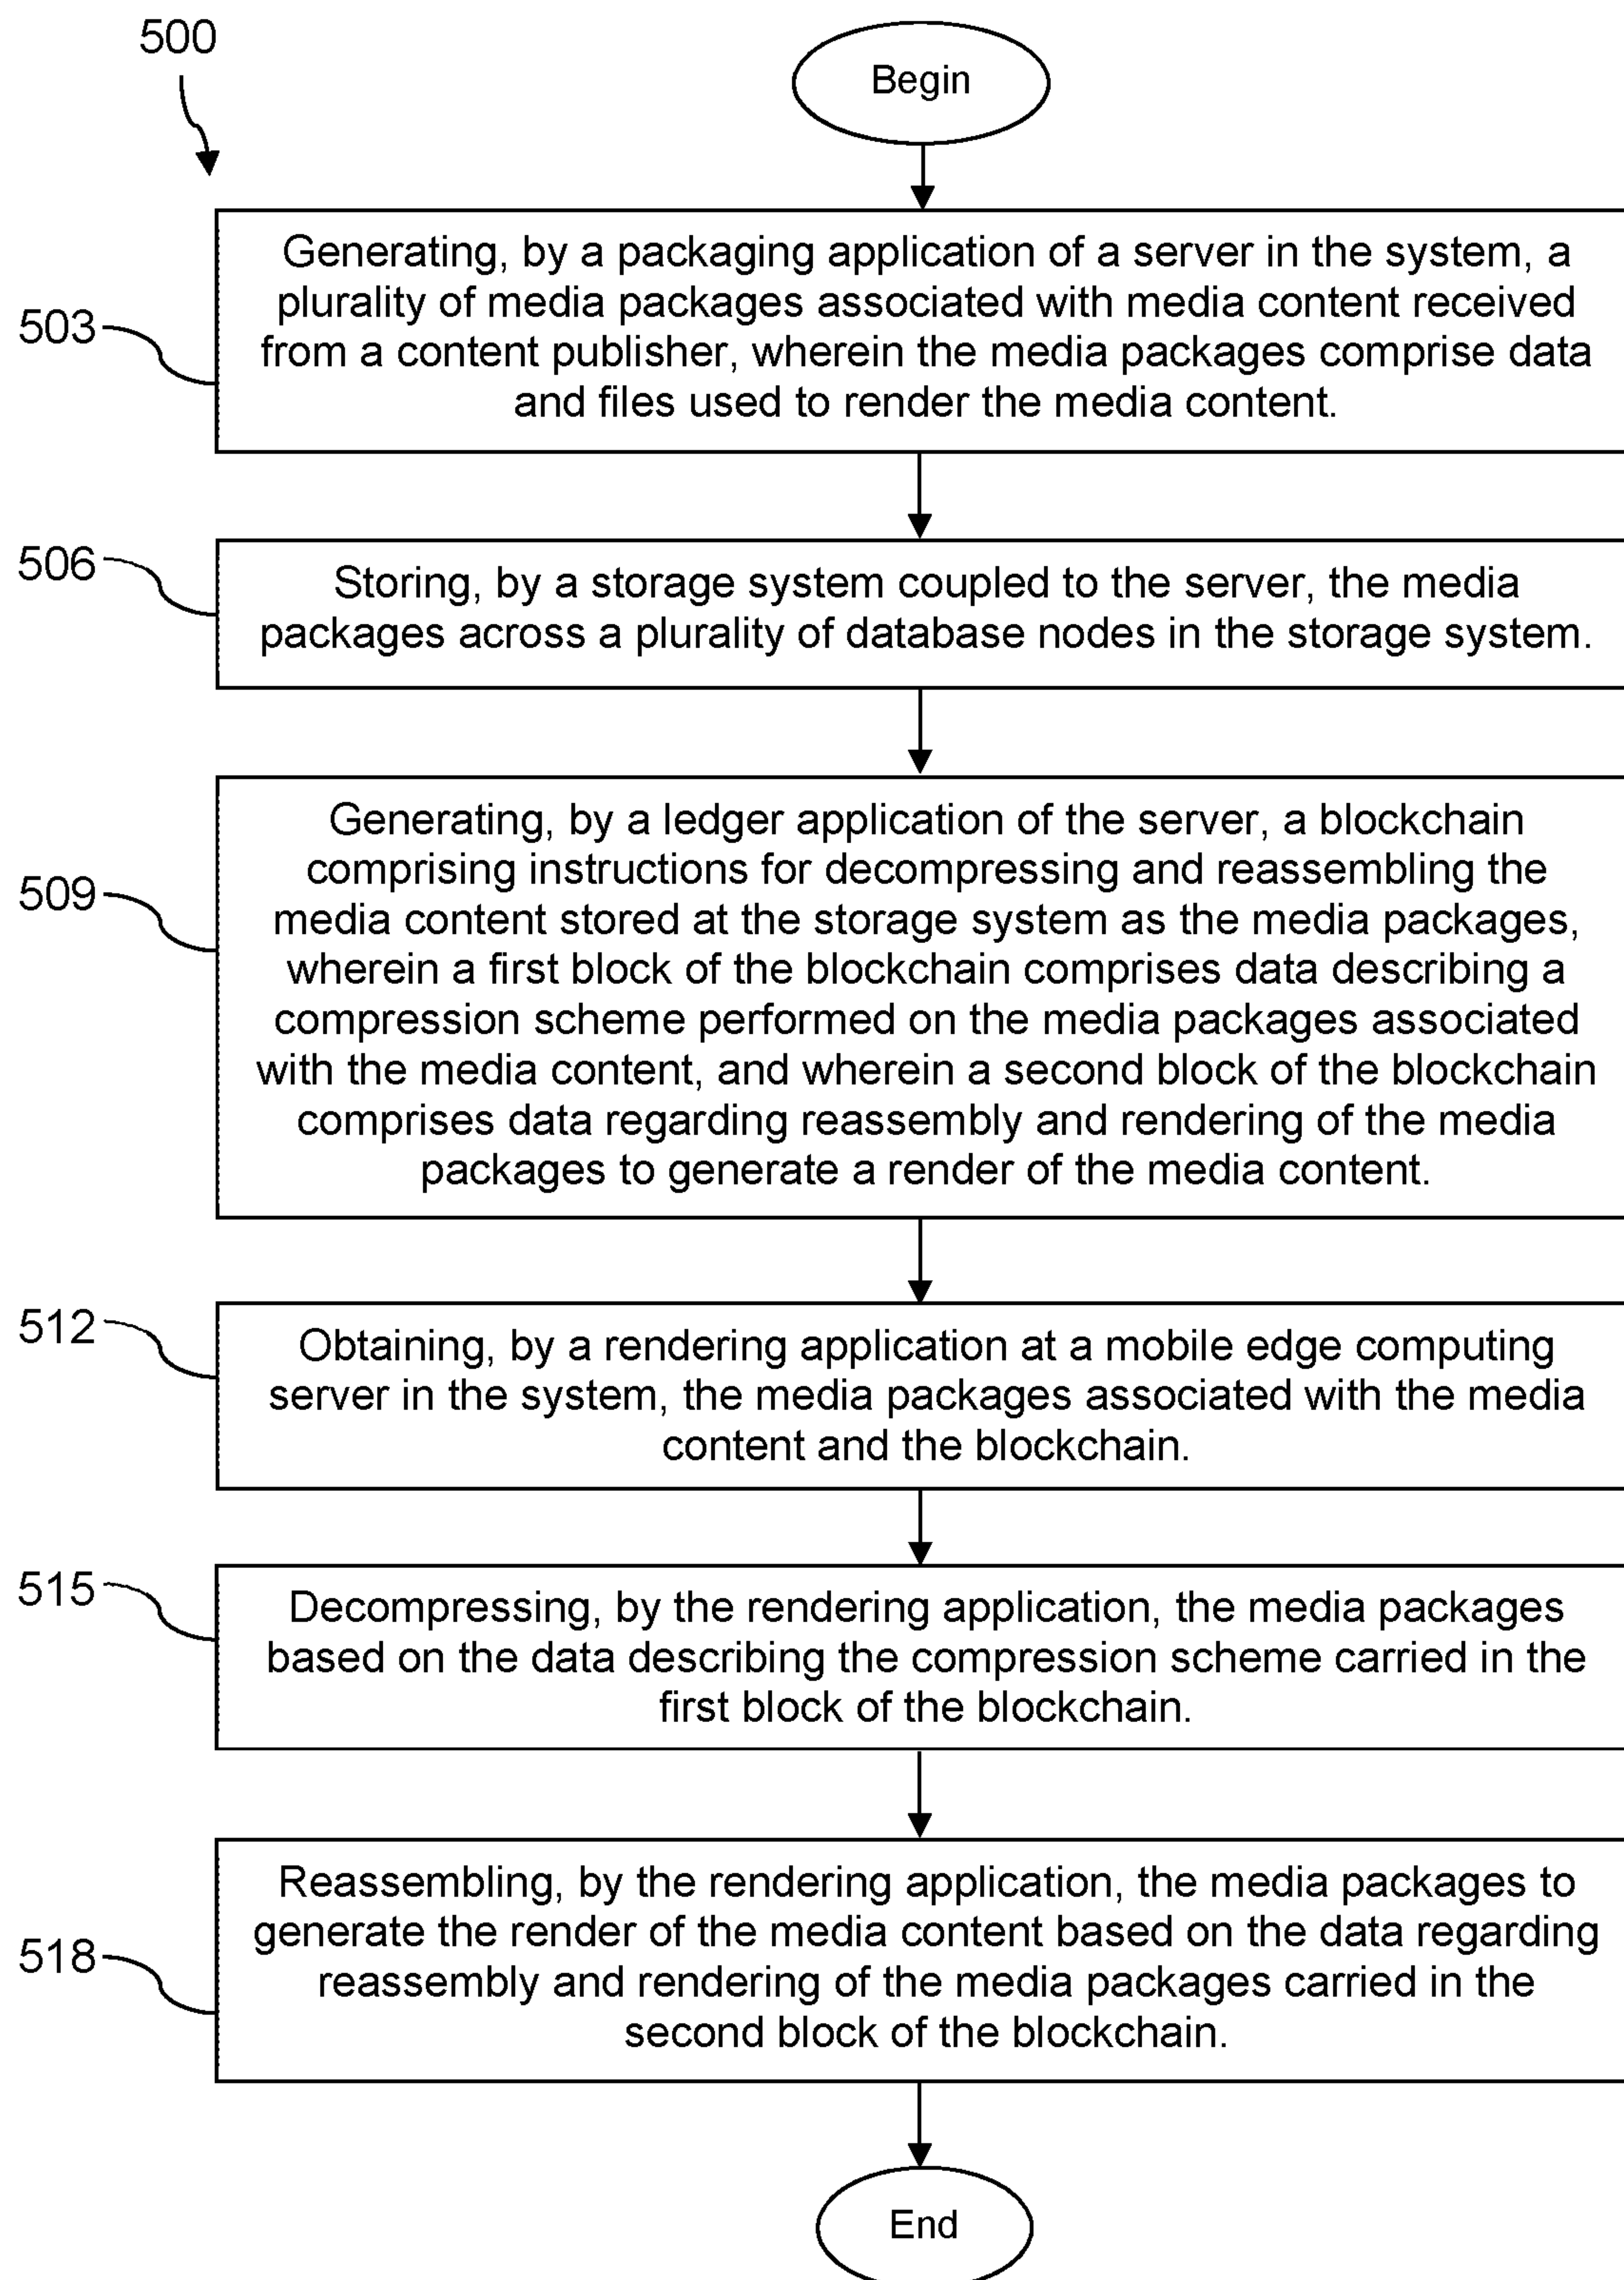 500
Begin
503
Generating, by a packaging application of a server in the system, a
plurality of media packages associated with media content received
from a content publisher, wherein the media packages comprise data
and files used to render the media content.
506
Storing, by a storage system coupled to the server, the media
packages across a plurality of database nodes in the storage system.
509
Generating, by a ledger application of the server, a blockchain
comprising instructions for decompressing and reassembling the
media content stored at the storage system as the media packages,
wherein a first block of the blockchain comprises data describing a
compression scheme performed on the media packages associated
with the media content, and wherein a second block of the blockchain
comprises data regarding reassembly and rendering of the media
packages to generate a render of the media content.
512
Obtaining, by a rendering application at a mobile edge computing
server in the system, the media packages associated with the media
content and the blockchain.
515
Decompressing, by the rendering application, the media packages
based on the data describing the compression scheme carried in the
first block of the blockchain.
518
Reassembling, by the rendering application, the media packages to
generate the render of the media content based on the data regarding
reassembly and rendering of the media packages carried in the
second block of the blockchain.
End